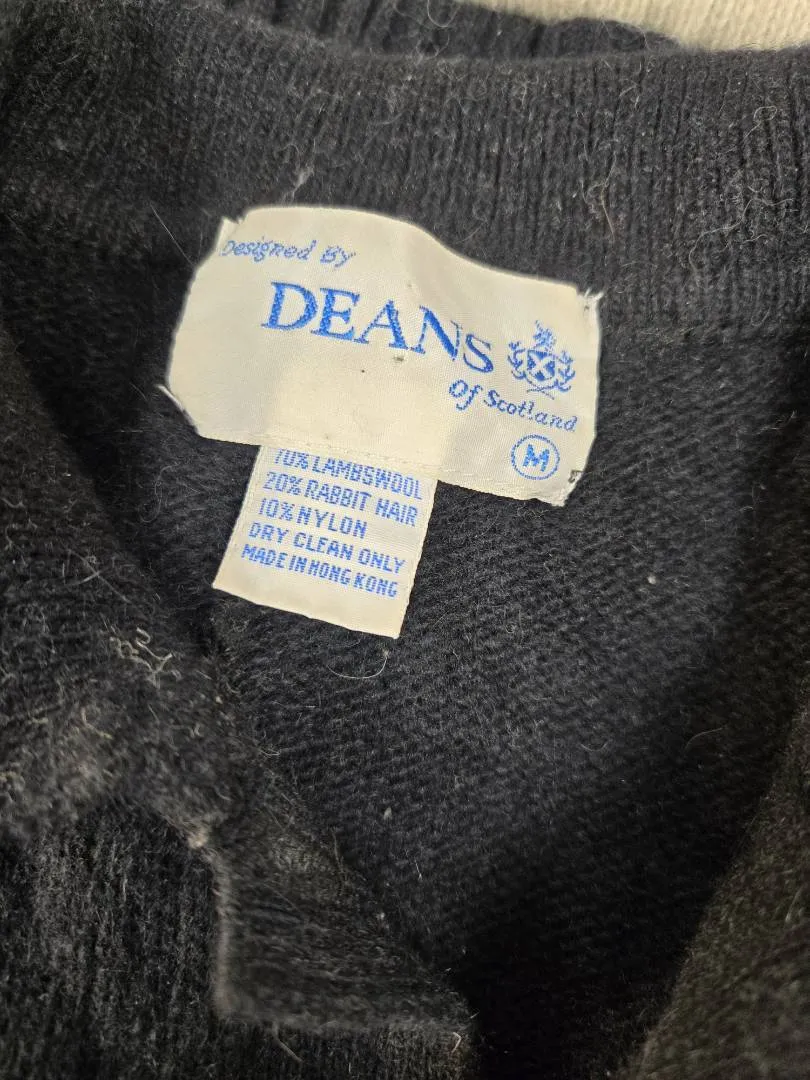 Designed By
DEANS
Of Scotland
M
70% LAMBSWOOL
20% RABBIT HAIR
10% NYLON
DRY CLEAN ONLY
MADE IN HONG KONG